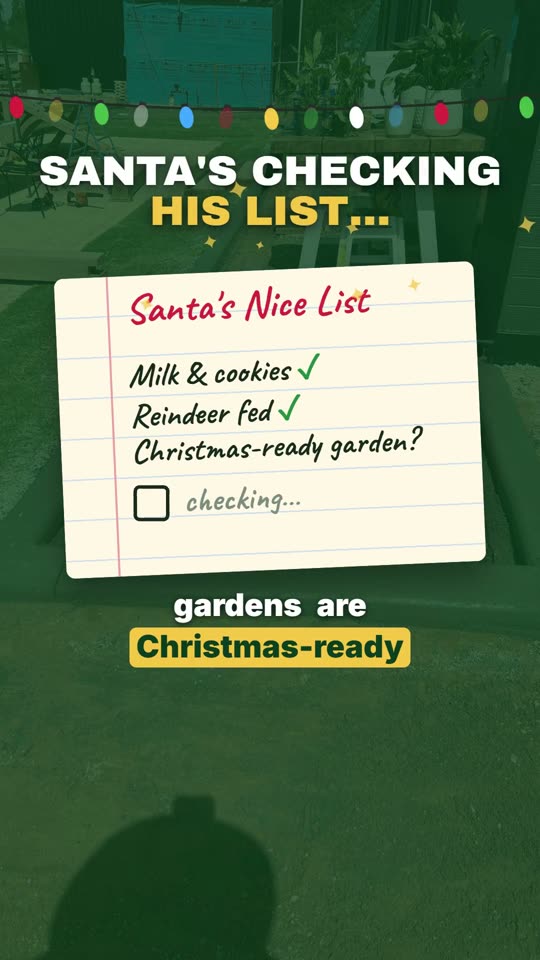 SANTA'S CHECKING
HIS LIST...
Santa's Nice List
Milk & cookies ✓
Reindeer fed ✓
Christmas-ready garden?
checking...
gardens are
Christmas-ready